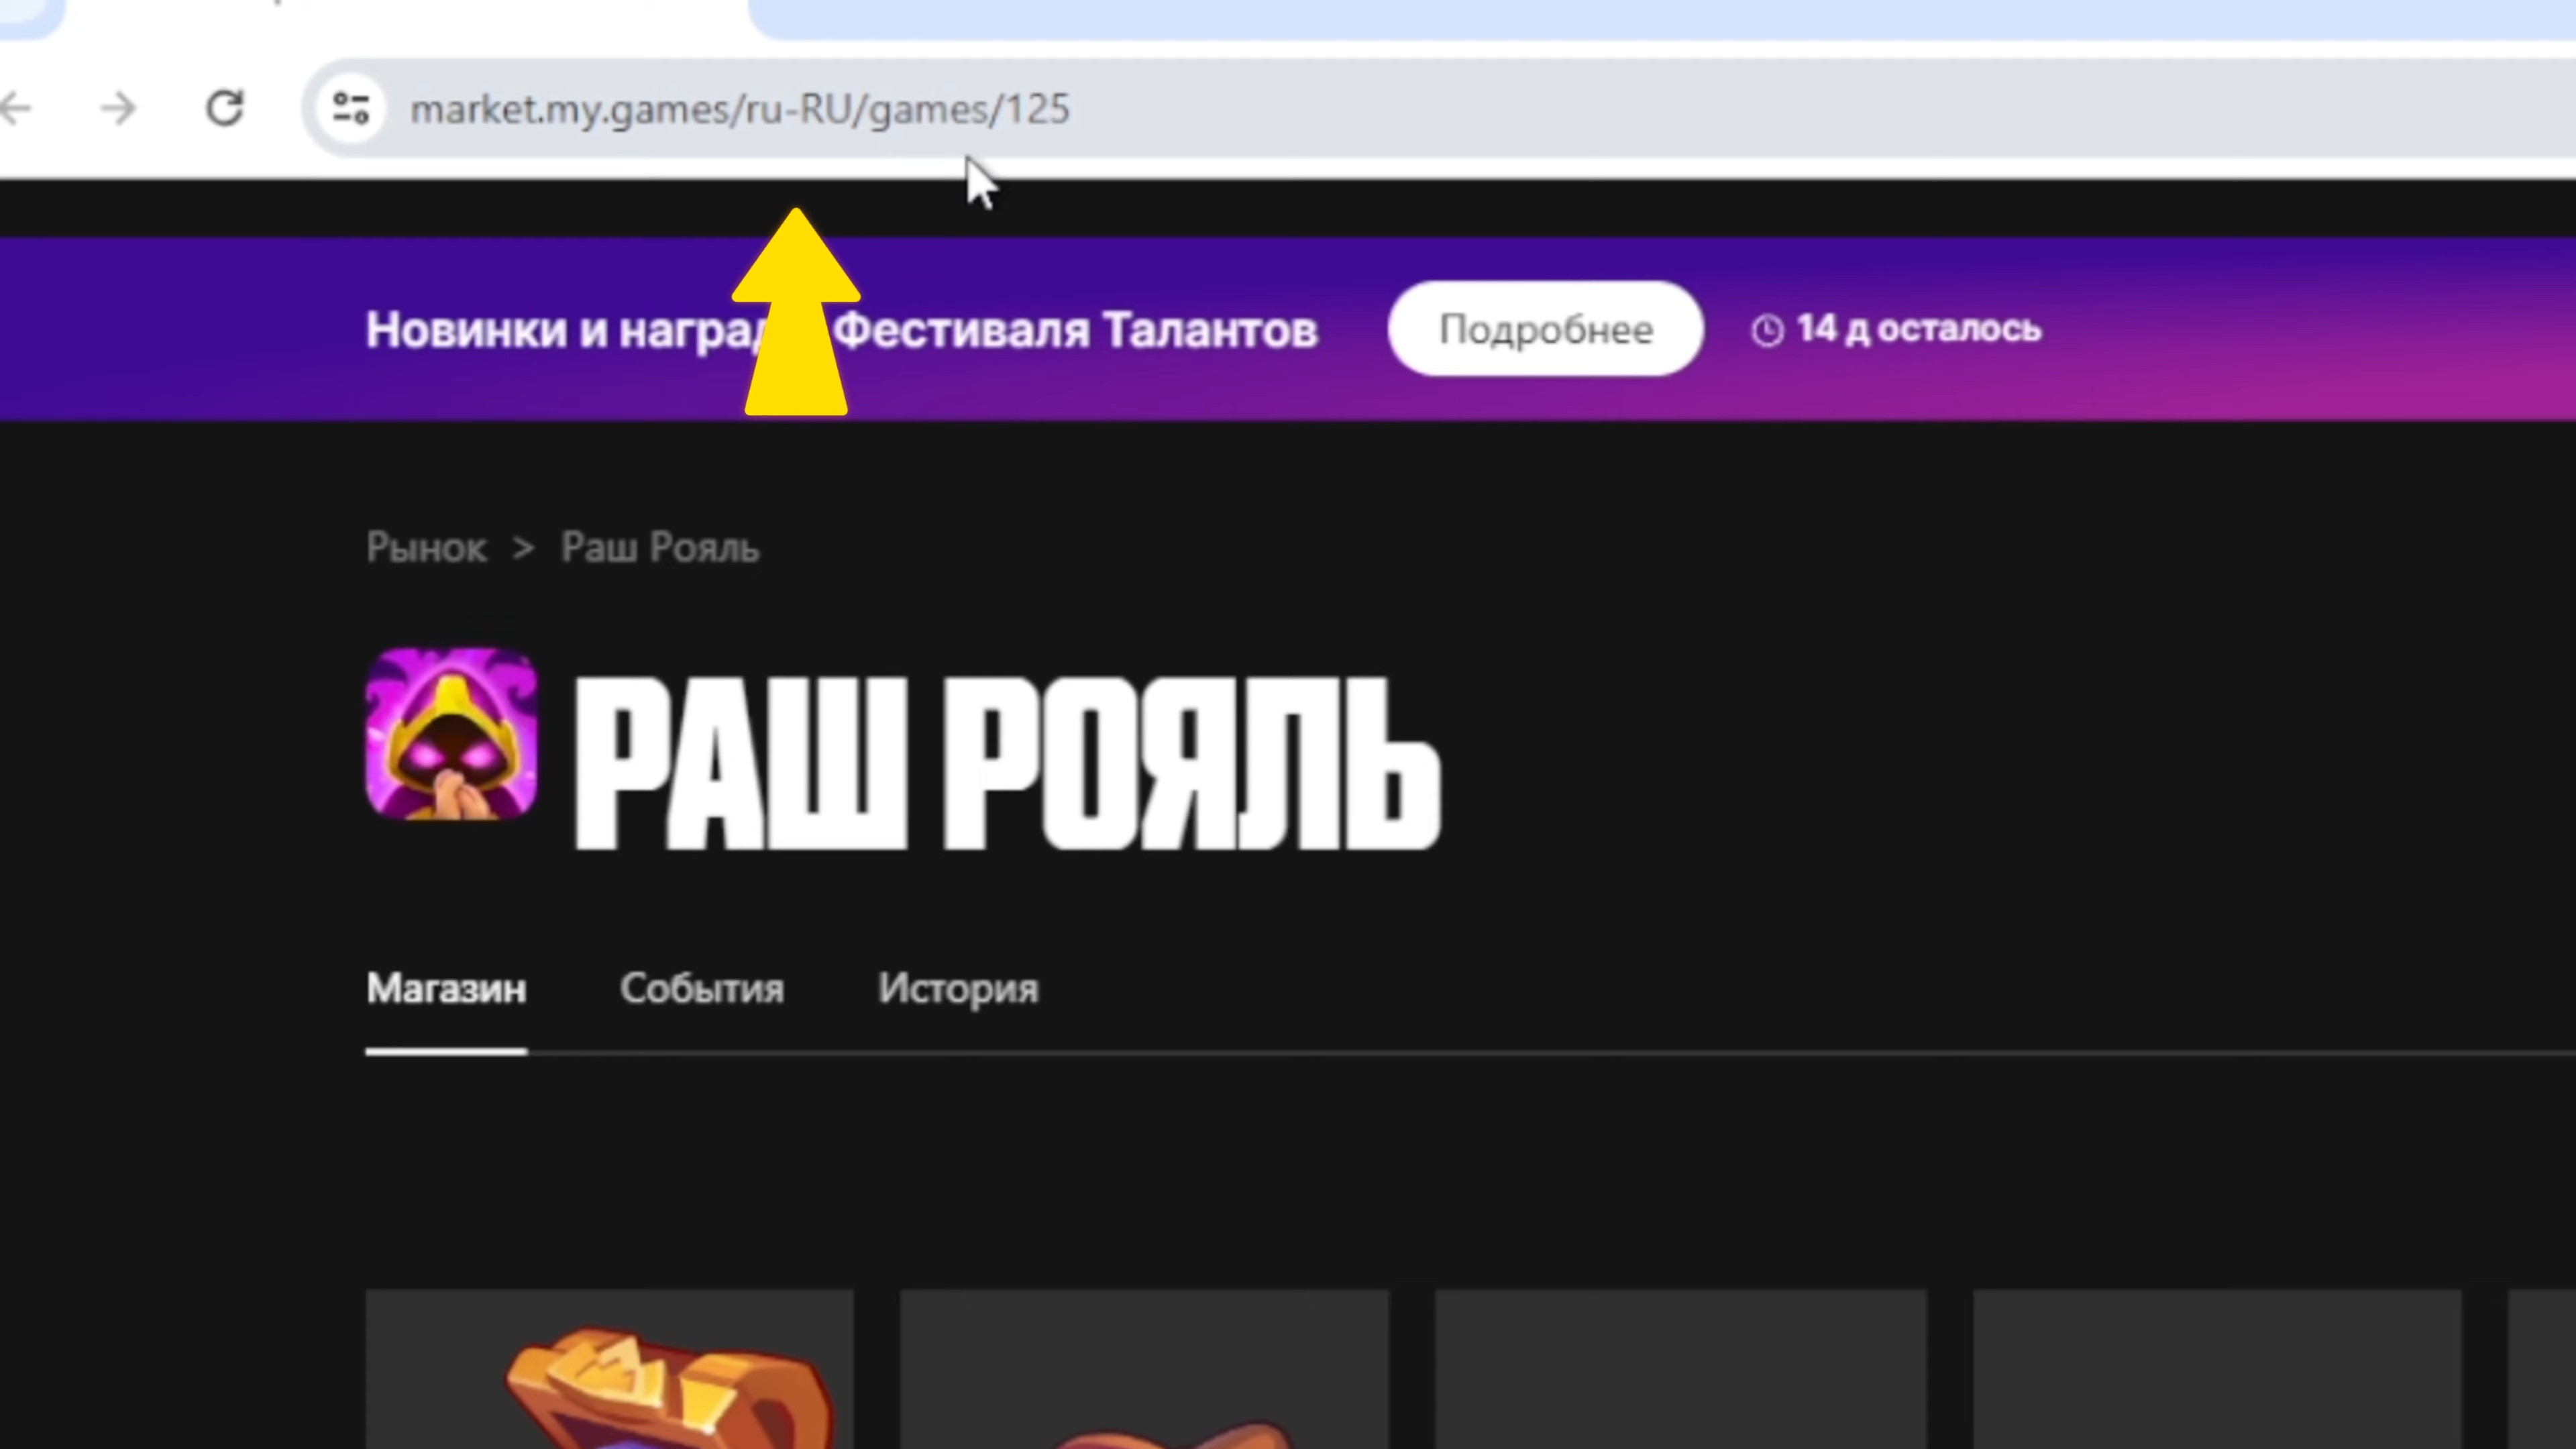 market.my.games/ru-RU/games/125
Новинки и наград Фестиваля Талантов
Подробнее
14 д осталось
Рынок > Раш Рояль
РАШ РОЯЛЬ
Магазин
События
История